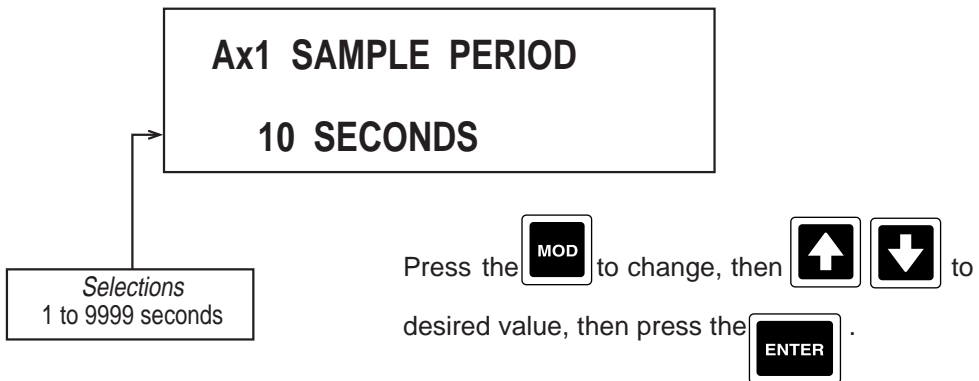 Ax1 SAMPLE PERIOD
10 SECONDS
Selections
1 to 9999 seconds
Press the MOD to change, then to
desired value, then press the ENTER .